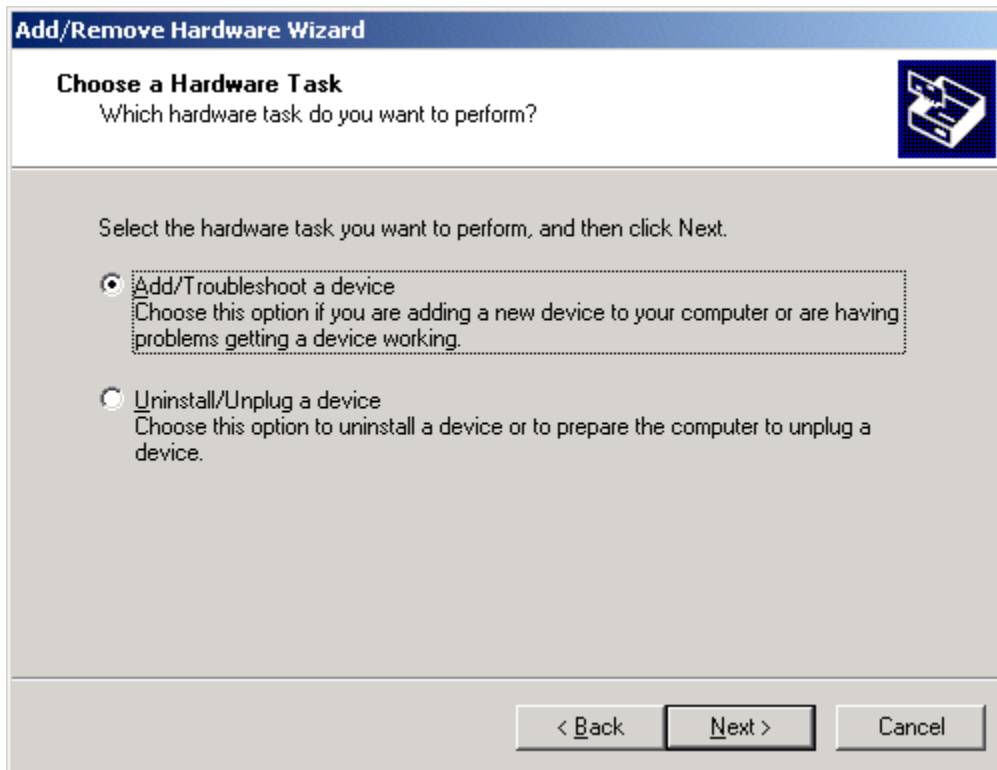 Add/Remove Hardware Wizard
Choose a Hardware Task
Which hardware task do you want to perform?
Select the hardware task you want to perform, and then click Next.
Add/Troubleshoot a device
Choose this option if you are adding a new device to your computer or are having
problems getting a device working.
Uninstall/Unplug a device
Choose this option to uninstall a device or to prepare the computer to unplug a
device.
< Back
Next >
Cancel